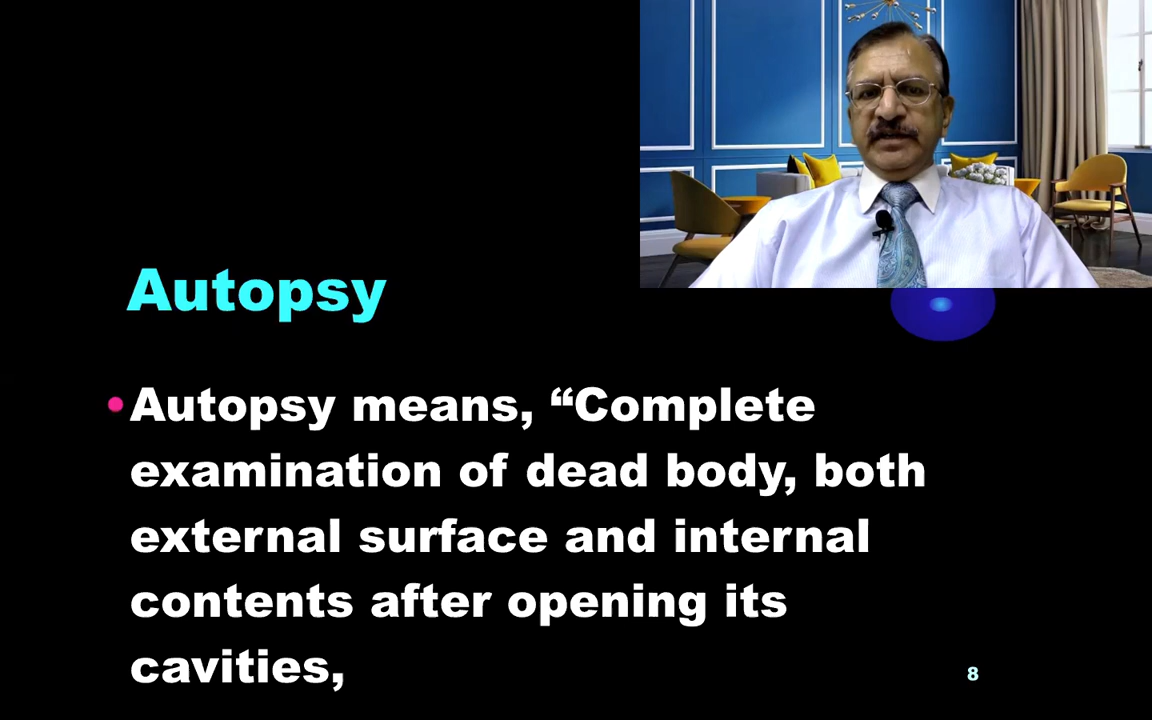 Autopsy
•Autopsy means, “Complete
examination of dead body, both
external surface and internal
contents after opening its
cavities,
8